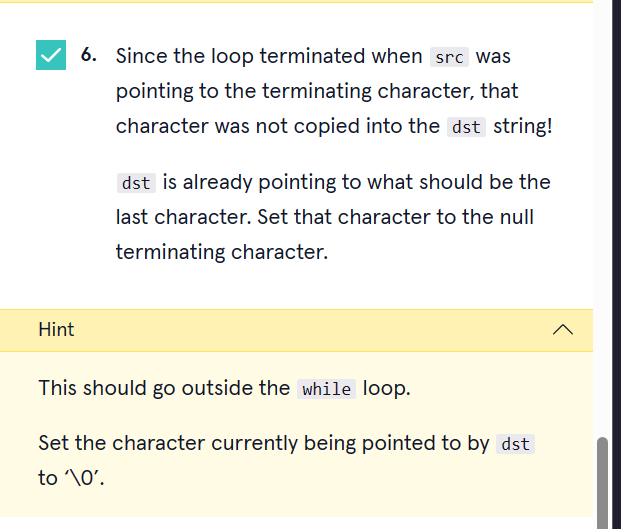 6. Since the loop terminated when src was
pointing to the terminating character, that
character was not copied into the dst string!
dst is already pointing to what should be the
last character. Set that character to the null
terminating character.
Hint
This should go outside the while loop.
Set the character currently being pointed to by dst
to ‘\0’.